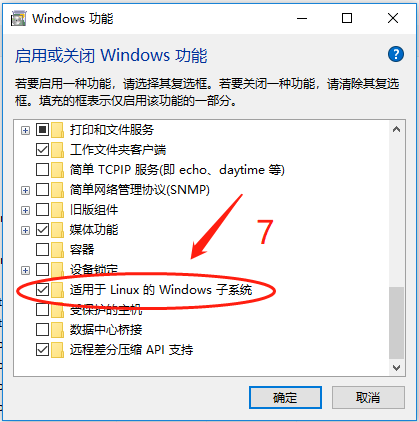 Windows 功能
启用或关闭 Windows 功能
若要启用一种功能，请选择其复选框。若要关闭一种功能，请清除其复选
框。填充的框表示仅启用该功能的一部分。
打印和文件服务
工作文件夹客户端
简单 TCPIP 服务(即 echo、daytime 等)
简单网络管理协议(SNMP)
旧版组件
媒体功能
7
容器
设备锁定
适用于 Linux 的 Windows 子系统
受保护的主机
数据中心桥接
远程差分压缩 API 支持
确定
取消